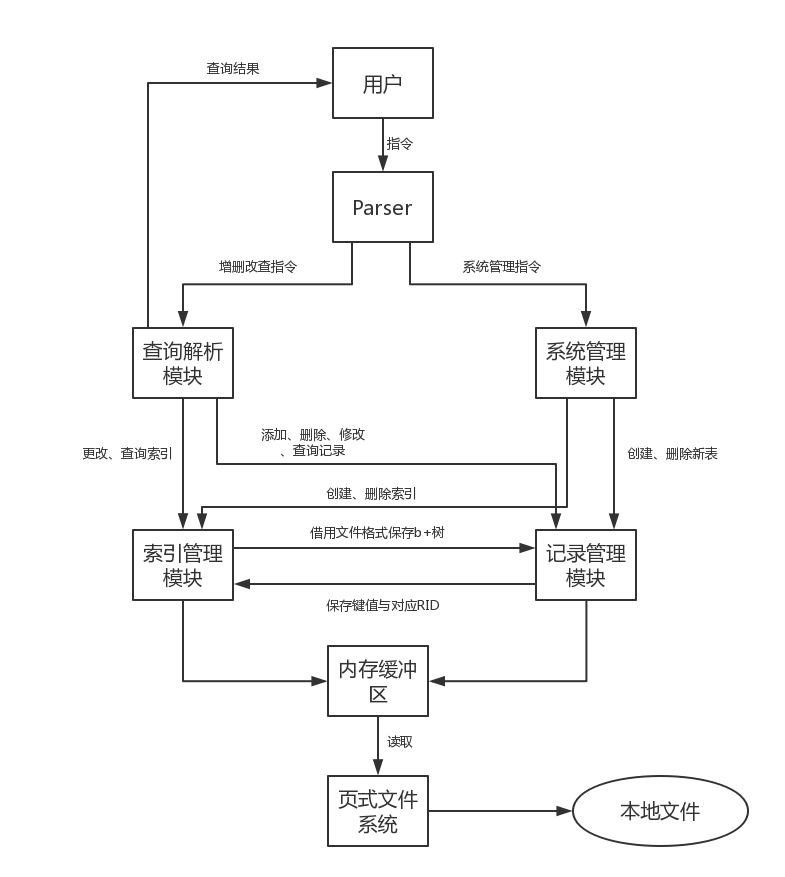 查询结果
用户
指令
Parser
增删改查指令
系统管理指令
查询解析
模块
系统管理
模块
添加、删除、修改
、查询记录
更改、查询索引
创建、删除新表
创建、删除索引
借用文件格式保存b+树
索引管理
模块
记录管理
模块
保存键值与对应RID
内存缓冲
区
读取
页式文件
系统
本地文件